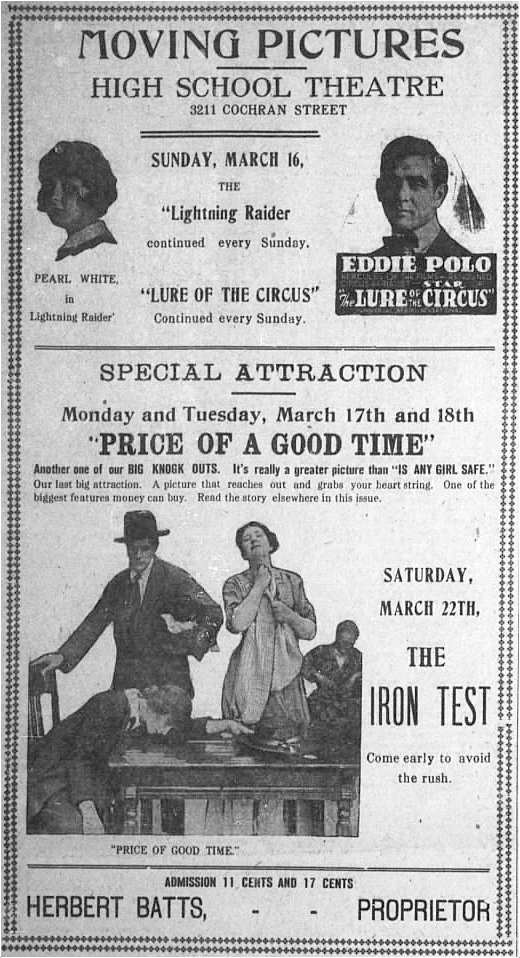 MOVING PICTURES
HIGH SCHOOL THEATRE
3211 COCHRAN STREET
SUNDAY, MARCH 16,
THE
"Lightning Raider
continued every Sunday.
PEARL WHITE,
in
Lightning Raider'
"LURE OF THE CIRCUS"
Continued every Sunday.
EDDIE POLO
HERCULES OF THE FILMS
STAR OF
"The LURE OF THE CIRCUS"
SPECIAL ATTRACTION
Monday and Tuesday, March 17th and 18th
"PRICE OF A GOOD TIME"
Another one of our BIG KNOCK OUTS. It's really a greater picture than "IS ANY GIRL SAFE."
Our last big attraction. A picture that reaches out and grabs your heart string. One of the
biggest features money can buy. Read the story elsewhere in this issue.
SATURDAY,
MARCH 22TH,
THE
IRON TEST
Come early to avoid
the rush.
"PRICE OF GOOD TIME."
ADMISSION 11 CENTS AND 17 CENTS
HERBERT BATTS, - - PROPRIETOR